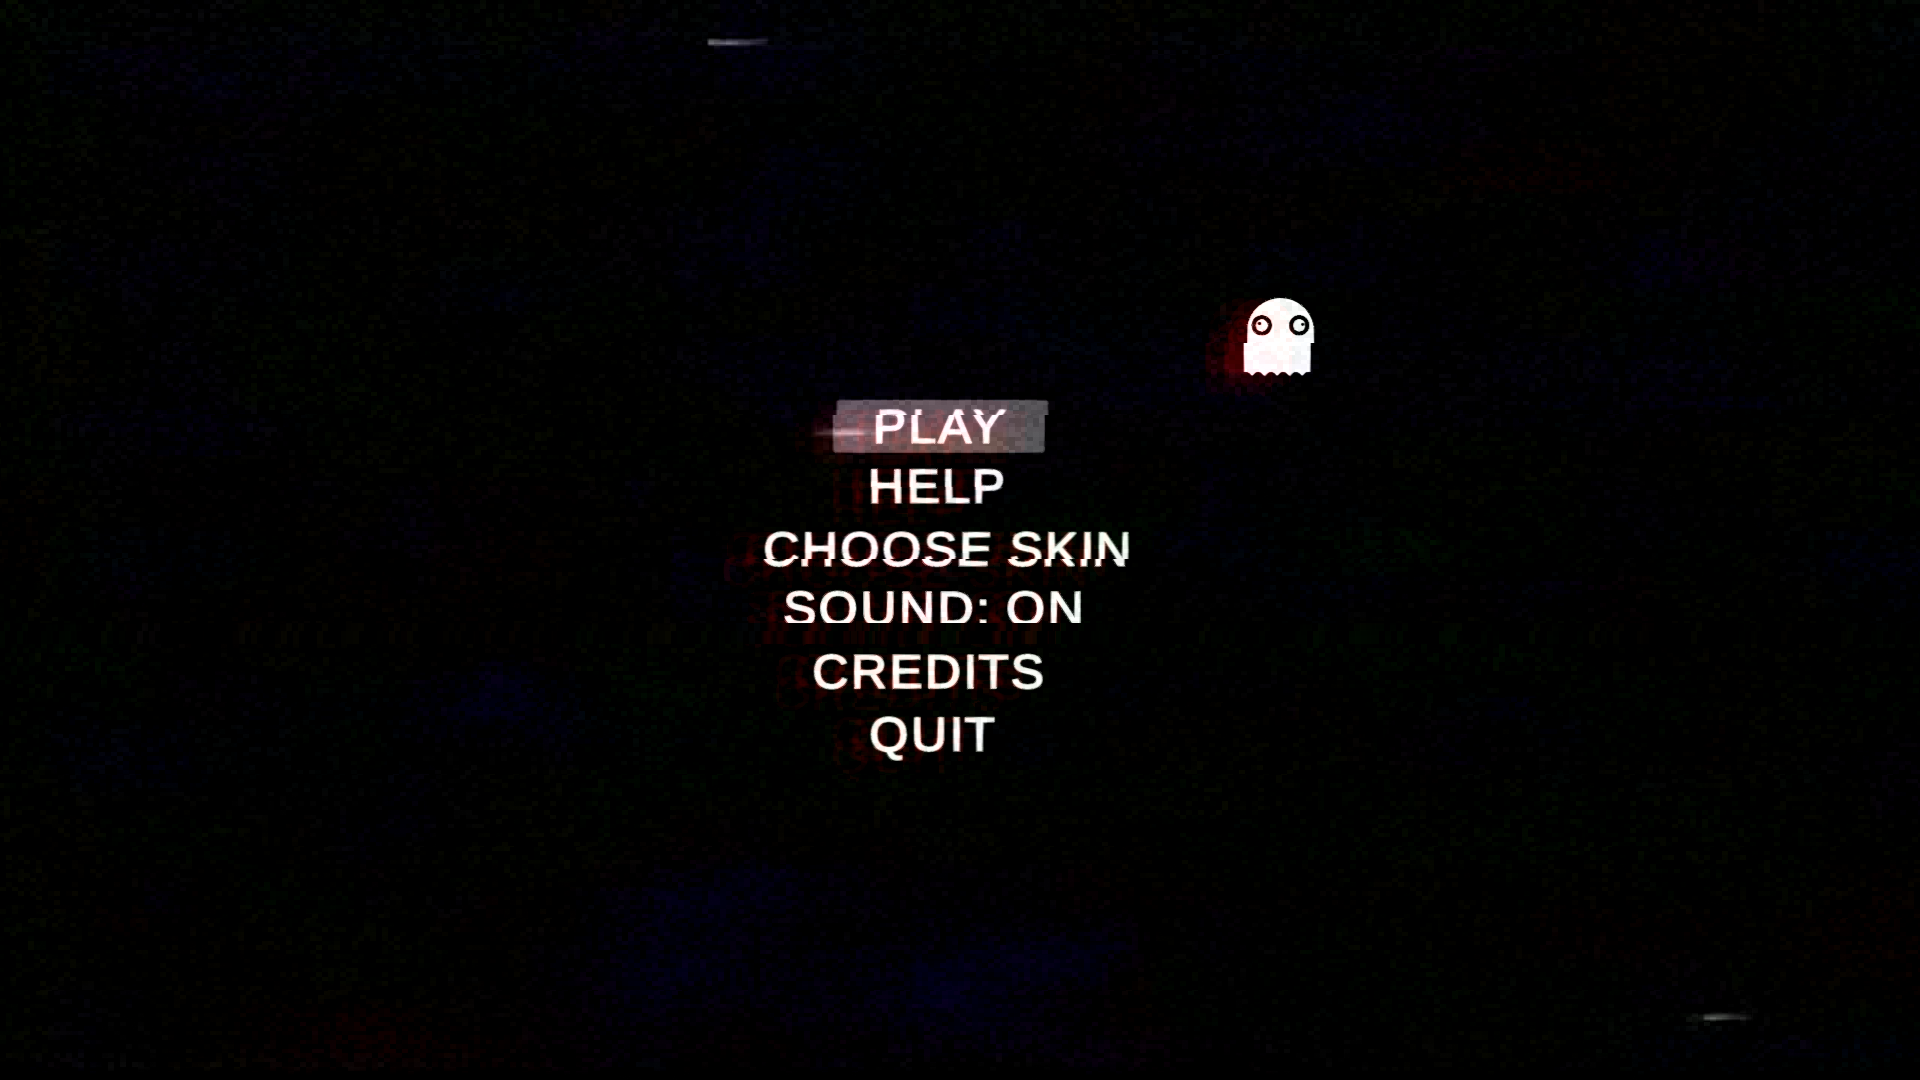 PLAY
HELP
CHOOSE SKIN
SOUND: ON
CREDITS
QUIT